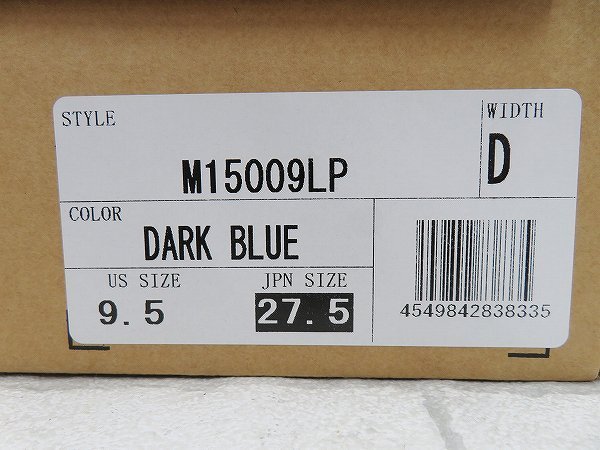 STYLE
M15009LP
WIDTH
D
COLOR
DARK BLUE
US SIZE
9.5
JPN SIZE
27.5
4549842838335